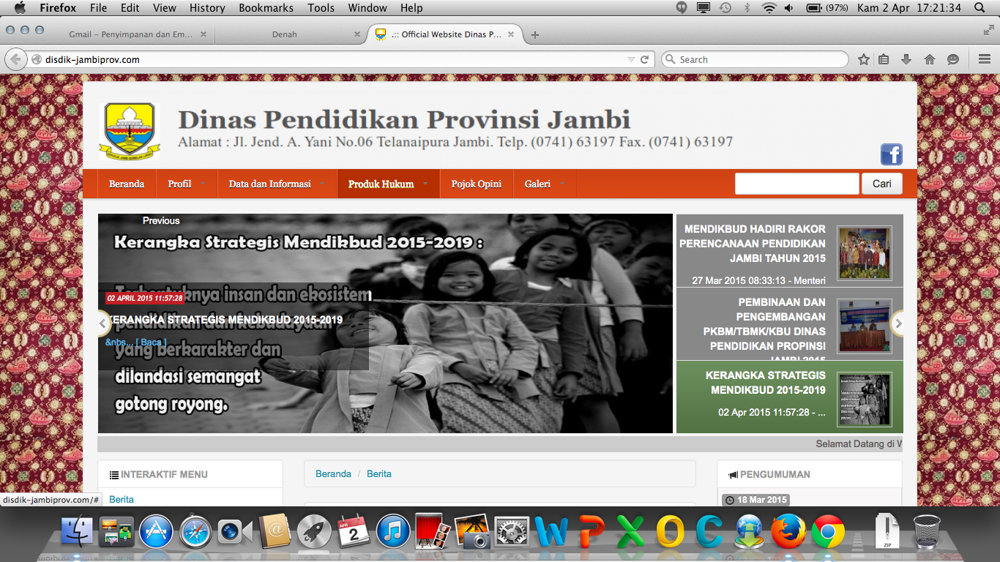 Firefox File Edit View History Bookmarks Tools Window Help (97%) Kam 2 Apr 17:21:34
Gmail – Penyimpanan dan Em... Denah .:: Official Website Dinas P...
disdik-jambiprov.com Search
Dinas Pendidikan Provinsi Jambi
Alamat : Jl. Jend. A. Yani No.06 Telanaipura Jambi. Telp. (0741) 63197 Fax. (0741) 63197
Beranda Profil Data dan Informasi Produk Hukum Pojok Opini Galeri Cari
Previous
Kerangka Strategis Mendikbud 2015-2019 :
Terbentuknya insan dan ekosistem
pendidikan dan kebudayaan
yang berkarakter dan
dilandasi semangat
gotong royong.
02 APRIL 2015 11:57:28
KERANGKA STRATEGIS MENDIKBUD 2015-2019
&nbs... [ Baca ]
MENDIKBUD HADIRI RAKOR
PERENCANAAN PENDIDIKAN
JAMBI TAHUN 2015
27 Mar 2015 08:33:13 - Menteri
PEMBINAAN DAN
PENGEMBANGAN
PKBM/TBMK/KBU DINAS
PENDIDIKAN PROPINSI
JAMBI 2015
KERANGKA STRATEGIS
MENDIKBUD 2015-2019
02 Apr 2015 11:57:28 - ...
Selamat Datang di W
INTERAKTIF MENU
Berita
Beranda / Berita
PENGUMUMAN
18 Mar 2015
disdik-jambiprov.com/#
APR
2
ZIP